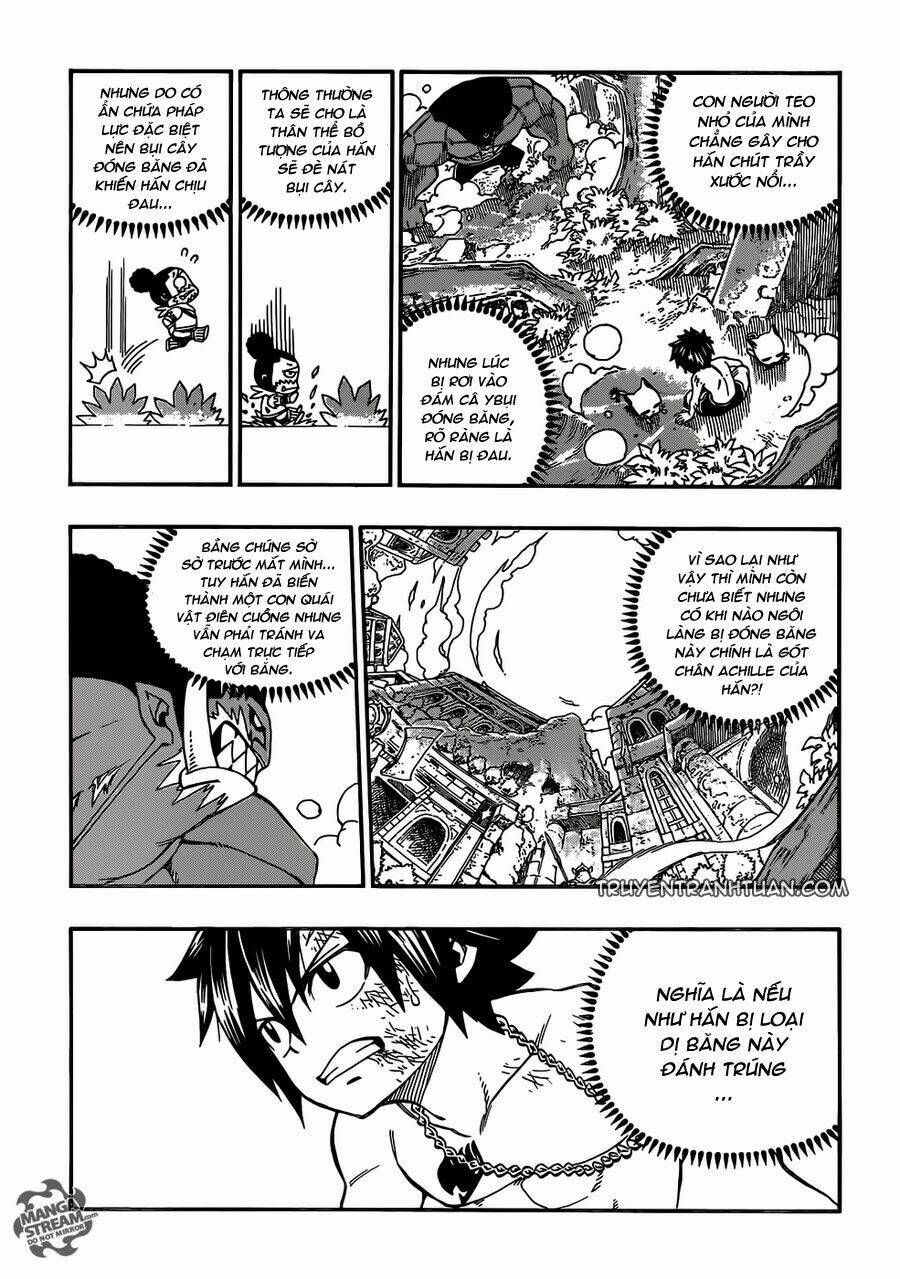 CON NGƯỜI TEO
NHỎ CỦA MÌNH
CHẲNG GÂY CHO
HẮN CHÚT TRẦY
XƯỚC NỔI...
NHƯNG LÚC
BỊ RƠI VÀO
ĐÁM CÂ YBỤI
ĐÓNG BĂNG,
RÕ RÀNG LÀ
HẮN BỊ ĐAU.
THÔNG THƯỜNG
TA SẼ CHO LÀ
THÂN THỂ BỒ
TƯỢNG CỦA HẮN
SẼ ĐÈ NÁT
BỤI CÂY.
NHƯNG DO CÓ
ẨN CHỨA PHÁP
LỰC ĐẶC BIỆT
NÊN BỤI CÂY
ĐÓNG BĂNG ĐÃ
KHIẾN HẮN CHỊU
ĐAU...
VÌ SAO LẠI NHƯ
VẬY THÌ MÌNH CÒN
CHƯA BIẾT NHƯNG
CÓ KHI NÀO NGÔI
LÀNG BỊ ĐÓNG BĂNG
NÀY CHÍNH LÀ GÓT
CHÂN ACHILLE CỦA
HẮN?!
BẰNG CHỨNG SỜ
SỜ TRƯỚC MẮT MÌNH...
TUY HẮN ĐÃ BIẾN
THÀNH MỘT CON QUÁI
VẬT ĐIÊN CUỒNG NHƯNG
VẪN PHẢI TRÁNH VA
CHẠM TRỰC TIẾP
VỚI BĂNG.
TRUYENTRANHTUAN.COM
NGHĨA LÀ NẾU
NHƯ HẮN BỊ LOẠI
DỊ BĂNG NÀY
ĐÁNH TRÚNG
...
MANGA
STREAM.com
DO NOT MIRROR